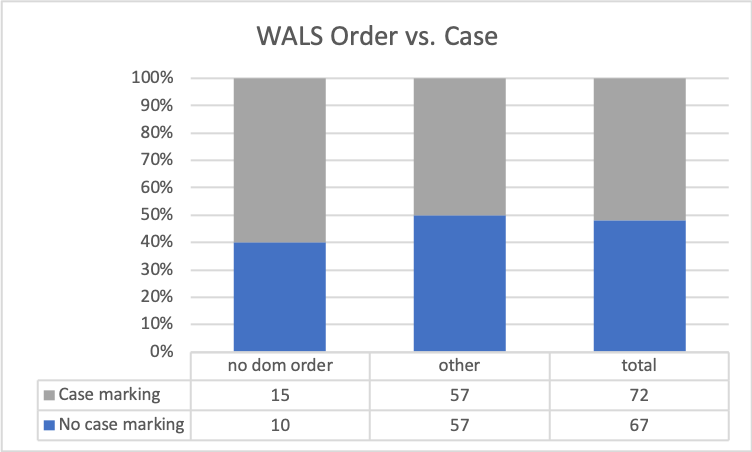 WALS Order vs. Case
100%
90%
80%
70%
60%
50%
40%
30%
20%
10%
0%
no dom order other total
Case marking 15 57 72
No case marking 10 57 67